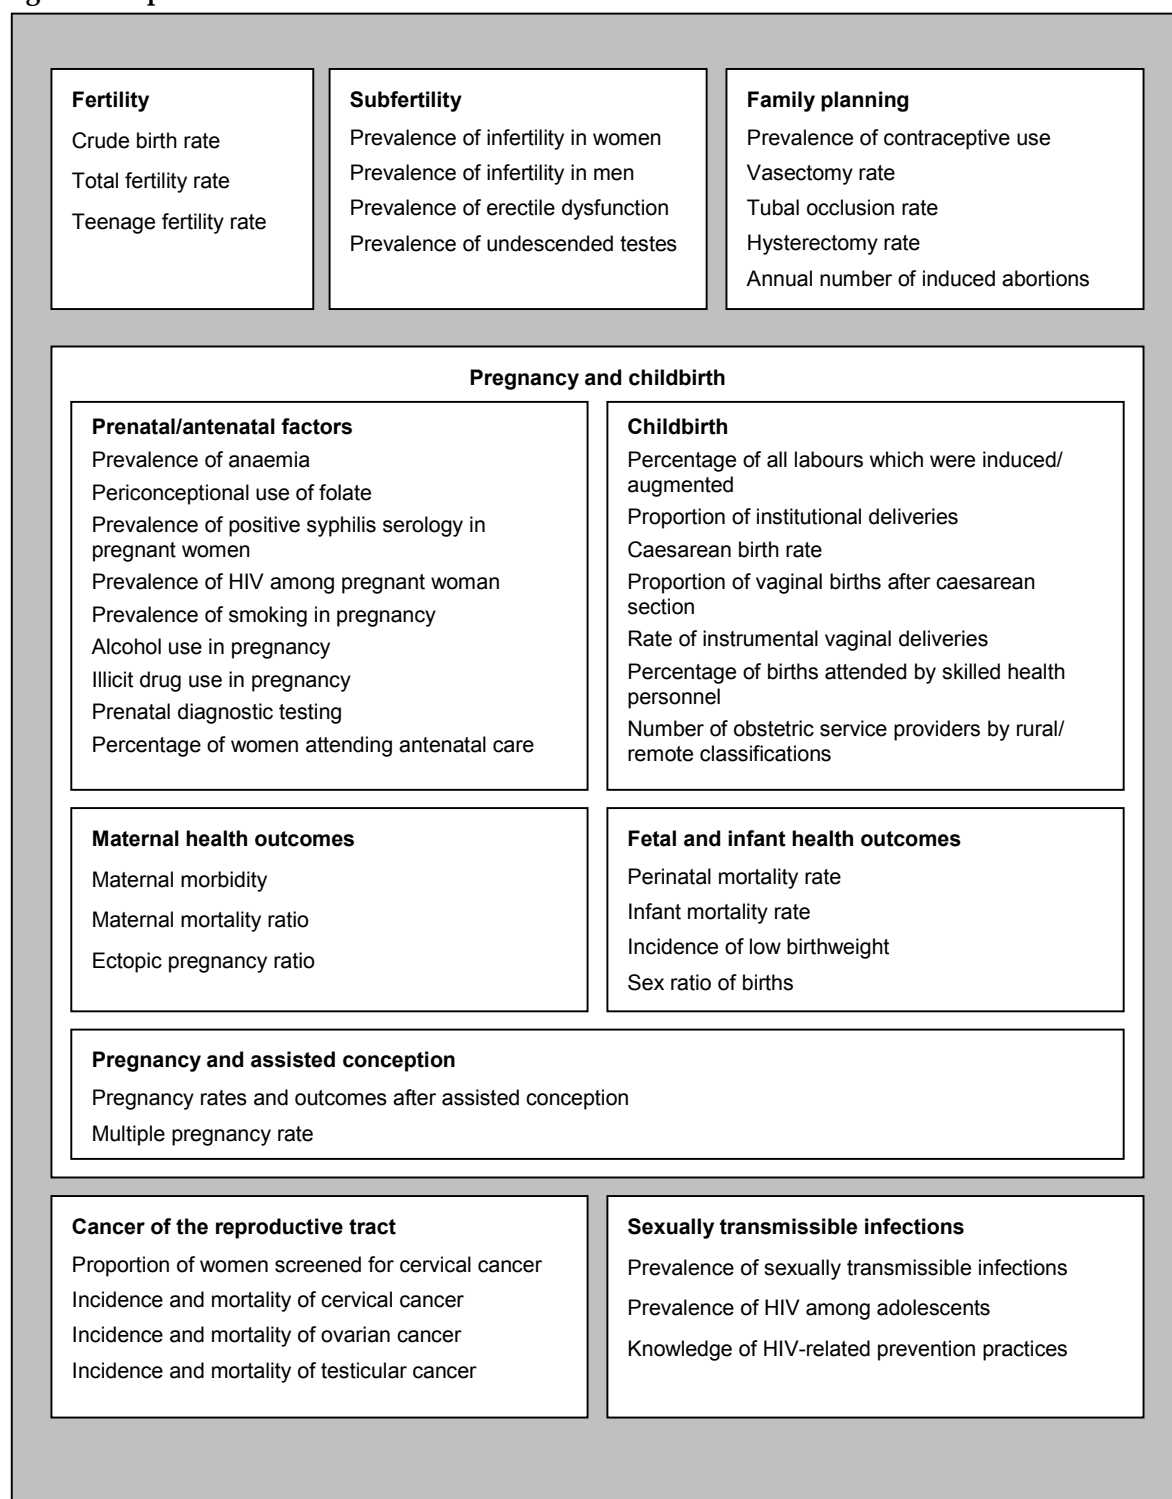 Fertility
Crude birth rate
Total fertility rate
Teenage fertility rate
Subfertility
Prevalence of infertility in women
Prevalence of infertility in men
Prevalence of erectile dysfunction
Prevalence of undescended testes
Family planning
Prevalence of contraceptive use
Vasectomy rate
Tubal occlusion rate
Hysterectomy rate
Annual number of induced abortions
Pregnancy and childbirth
Prenatal/antenatal factors
Prevalence of anaemia
Periconceptional use of folate
Prevalence of positive syphilis serology in
pregnant women
Prevalence of HIV among pregnant woman
Prevalence of smoking in pregnancy
Alcohol use in pregnancy
Illicit drug use in pregnancy
Prenatal diagnostic testing
Percentage of women attending antenatal care
Childbirth
Percentage of all labours which were induced/
augmented
Proportion of institutional deliveries
Caesarean birth rate
Proportion of vaginal births after caesarean
section
Rate of instrumental vaginal deliveries
Percentage of births attended by skilled health
personnel
Number of obstetric service providers by rural/
remote classifications
Maternal health outcomes
Maternal morbidity
Maternal mortality ratio
Ectopic pregnancy ratio
Fetal and infant health outcomes
Perinatal mortality rate
Infant mortality rate
Incidence of low birthweight
Sex ratio of births
Pregnancy and assisted conception
Pregnancy rates and outcomes after assisted conception
Multiple pregnancy rate
Cancer of the reproductive tract
Proportion of women screened for cervical cancer
Incidence and mortality of cervical cancer
Incidence and mortality of ovarian cancer
Incidence and mortality of testicular cancer
Sexually transmissible infections
Prevalence of sexually transmissible infections
Prevalence of HIV among adolescents
Knowledge of HIV-related prevention practices